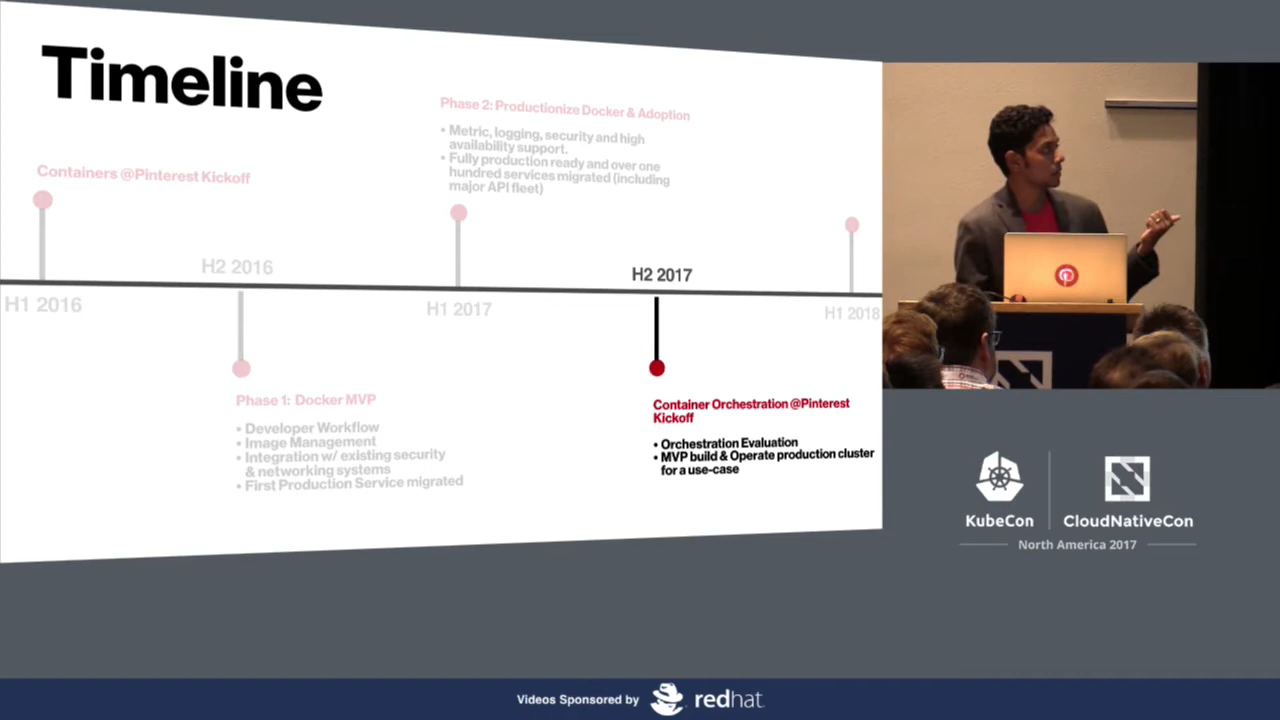 Timeline
Containers @Pinterest Kickoff
Phase 2: Productionize Docker & Adoption
• Metric, logging, security and high
availability support.
• Fully production ready and over one
hundred services migrated (including
major API fleet)
H2 2016
H2 2017
H1 2016
H1 2017
H1 2018
Phase 1: Docker MVP
• Developer Workflow
• Image Management
• Integration w/ existing security
& networking systems
• First Production Service migrated
Container Orchestration @Pinterest
Kickoff
• Orchestration Evaluation
• MVP build & Operate production cluster
for a use-case
KubeCon
CloudNativeCon
North America 2017
Videos Sponsored by
redhat.